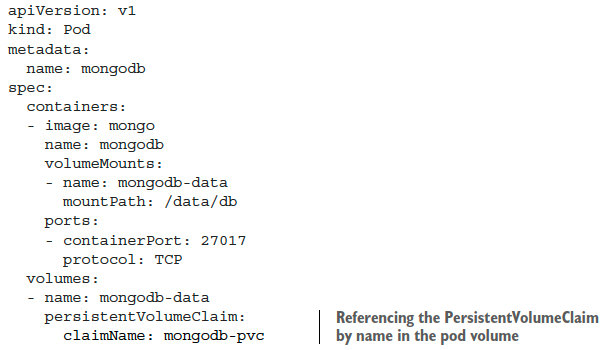 apiVersion: v1
kind: Pod
metadata:
  name: mongodb
spec:
  containers:
  - image: mongo
    name: mongodb
    volumeMounts:
    - name: mongodb-data
      mountPath: /data/db
    ports:
    - containerPort: 27017
      protocol: TCP
  volumes:
  - name: mongodb-data
    persistentVolumeClaim:
      claimName: mongodb-pvc
Referencing the PersistentVolumeClaim
by name in the pod volume